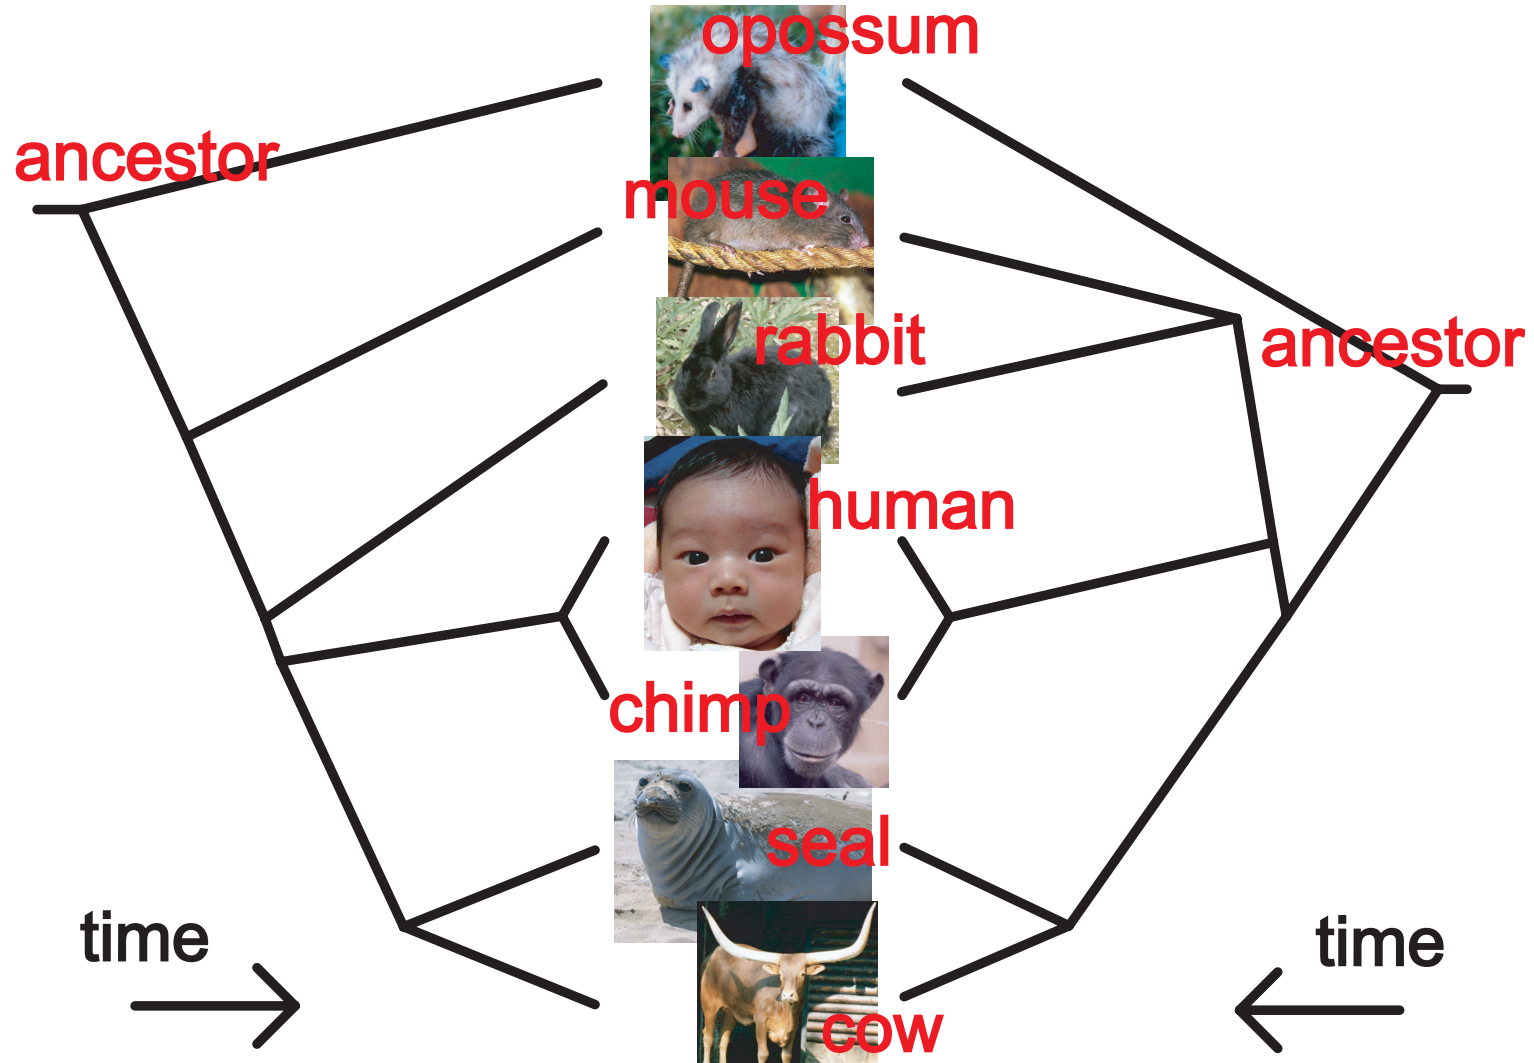 opossum
ancestor
mouse
rabbit
ancestor
human
chimp
seal
time
time
cow